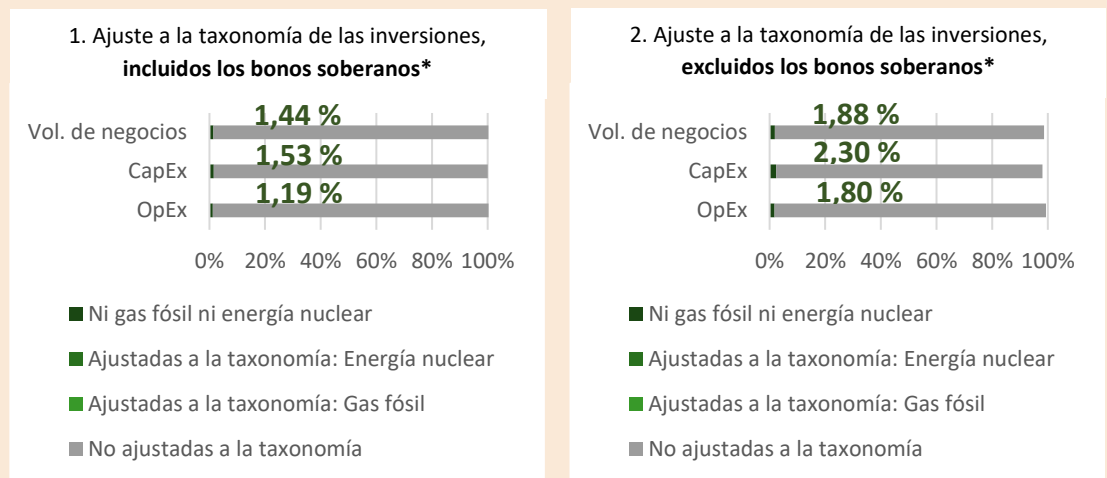 1. Ajuste a la taxonomía de las inversiones,
incluidos los bonos soberanos*
Vol. de negocios
1,44 %
CapEx
1,53 %
OpEx
1,19 %
0% 20% 40% 60% 80% 100%
Ni gas fósil ni energía nuclear
Ajustadas a la taxonomía: Energía nuclear
Ajustadas a la taxonomía: Gas fósil
No ajustadas a la taxonomía
2. Ajuste a la taxonomía de las inversiones,
excluidos los bonos soberanos*
Vol. de negocios
1,88 %
CapEx
2,30 %
OpEx
1,80 %
0% 20% 40% 60% 80% 100%
Ni gas fósil ni energía nuclear
Ajustadas a la taxonomía: Energía nuclear
Ajustadas a la taxonomía: Gas fósil
No ajustadas a la taxonomía